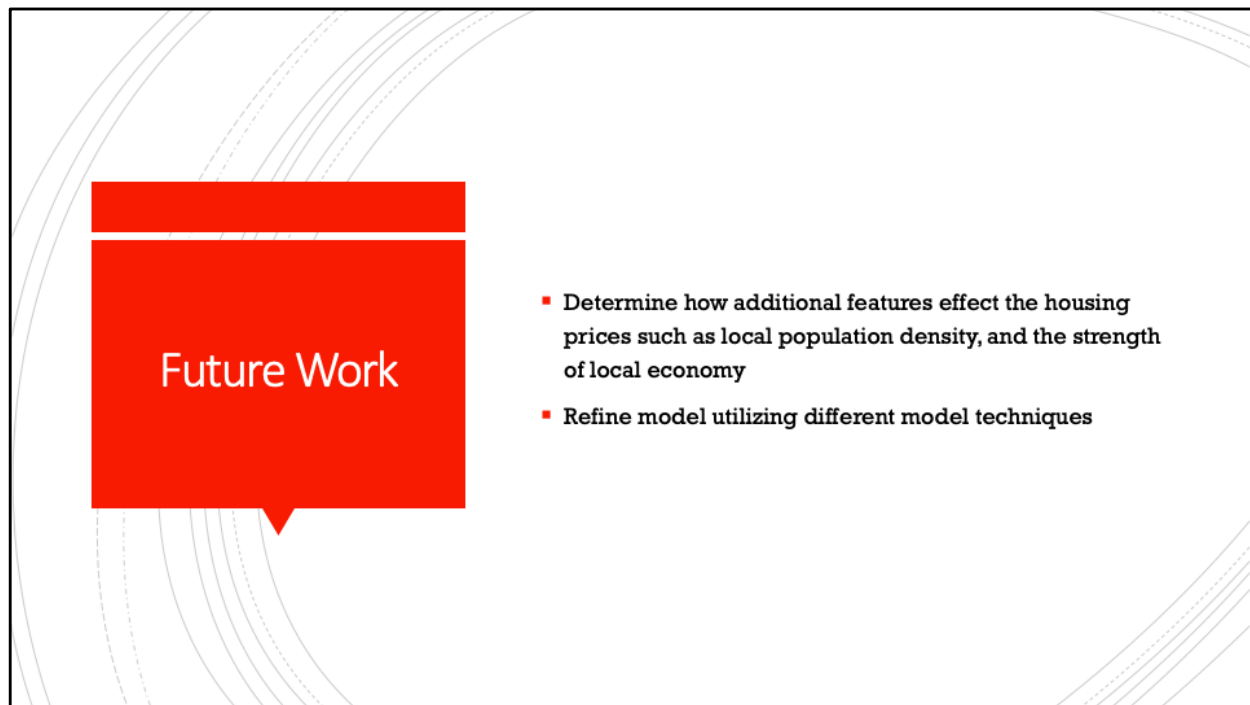 Future Work
▪ Determine how additional features effect the housing
prices such as local population density, and the strength
of local economy
▪ Refine model utilizing different model techniques